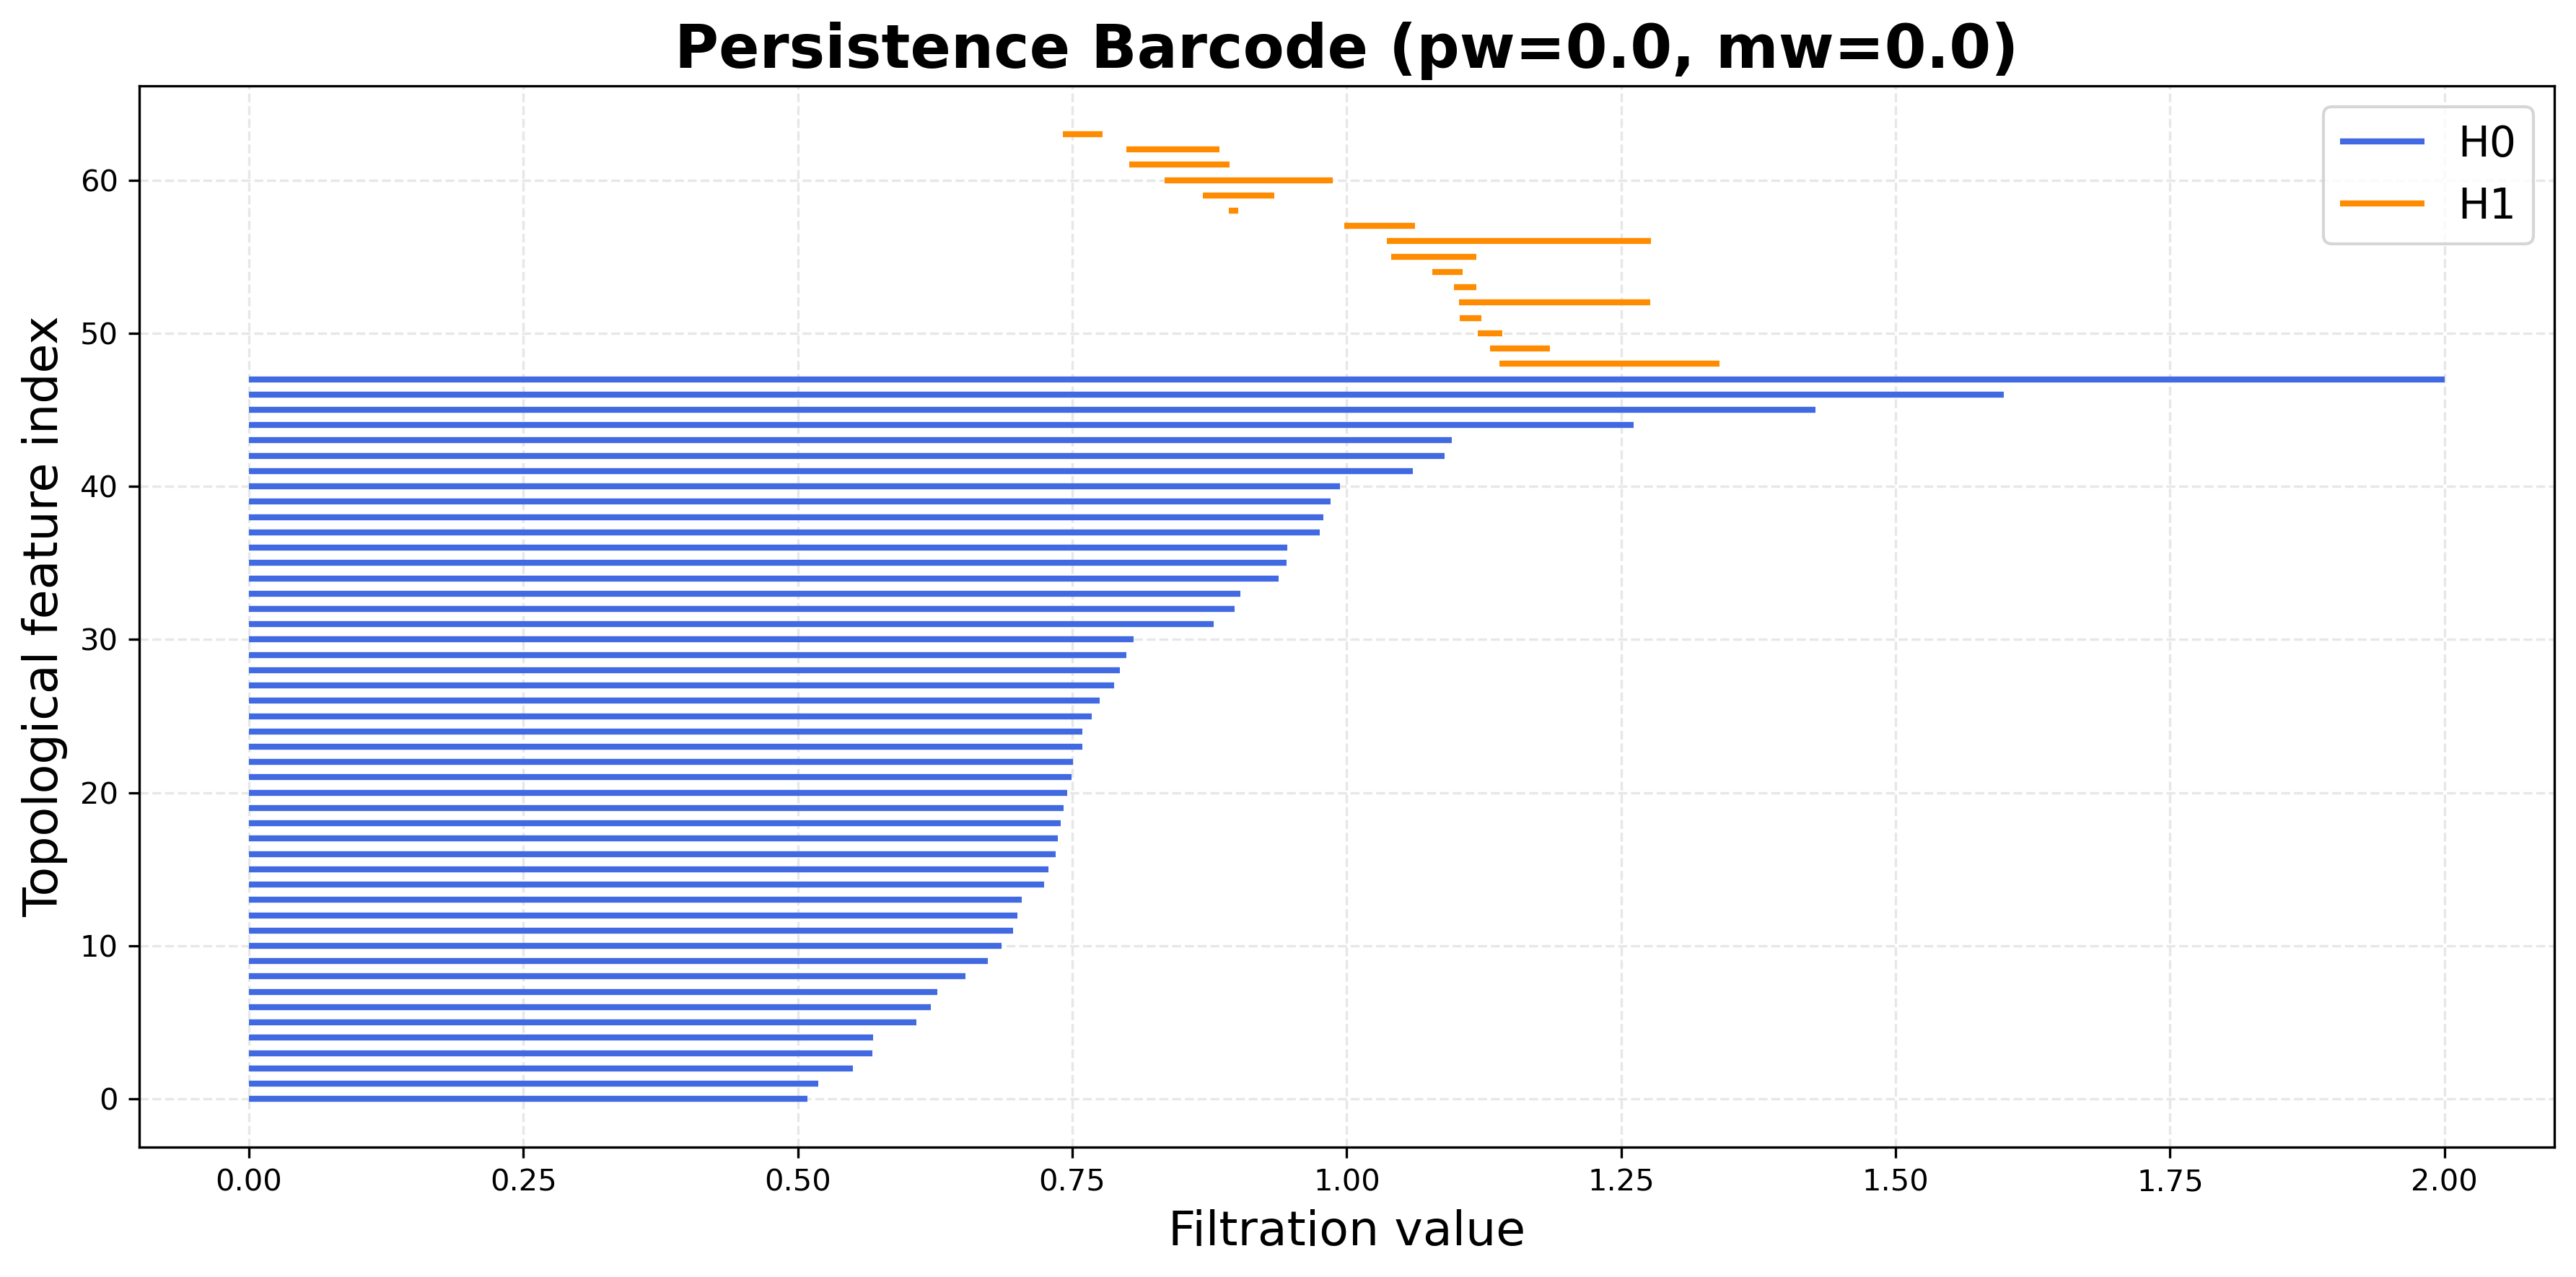 Persistence Barcode (pw=0.0, mw=0.0)
H0
H1
Topological feature index
60
50
40
30
20
10
0
0.00 0.25 0.50 0.75 1.00 1.25 1.50 1.75 2.00
Filtration value